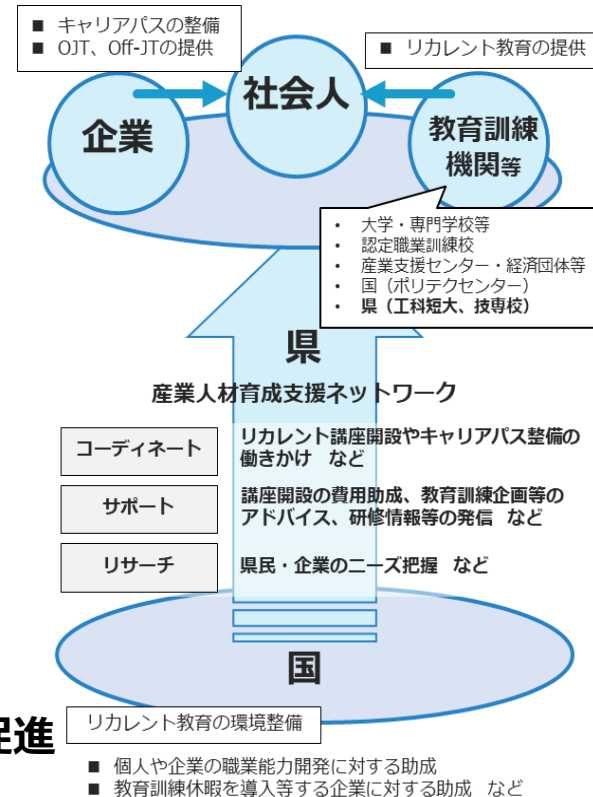 ■ キャリアパスの整備
■ OJT、Off-JTの提供
■ リカレント教育の提供
社会人
企業
教育訓練
機関等
• 大学・専門学校等
• 認定職業訓練校
• 産業支援センター・経済団体等
• 国（ポリテクセンター）
• 県（工科短大、技専校）
県
産業人材育成支援ネットワーク
コーディネート
リカレント講座開設やキャリアパス整備の
働きかけ など
サポート
講座開設の費用助成、教育訓練企画等の
アドバイス、研修情報等の発信 など
リサーチ
県民・企業のニーズ把握 など
国
促進
リカレント教育の環境整備
■ 個人や企業の職業能力開発に対する助成
■ 教育訓練休暇を導入等する企業に対する助成 など